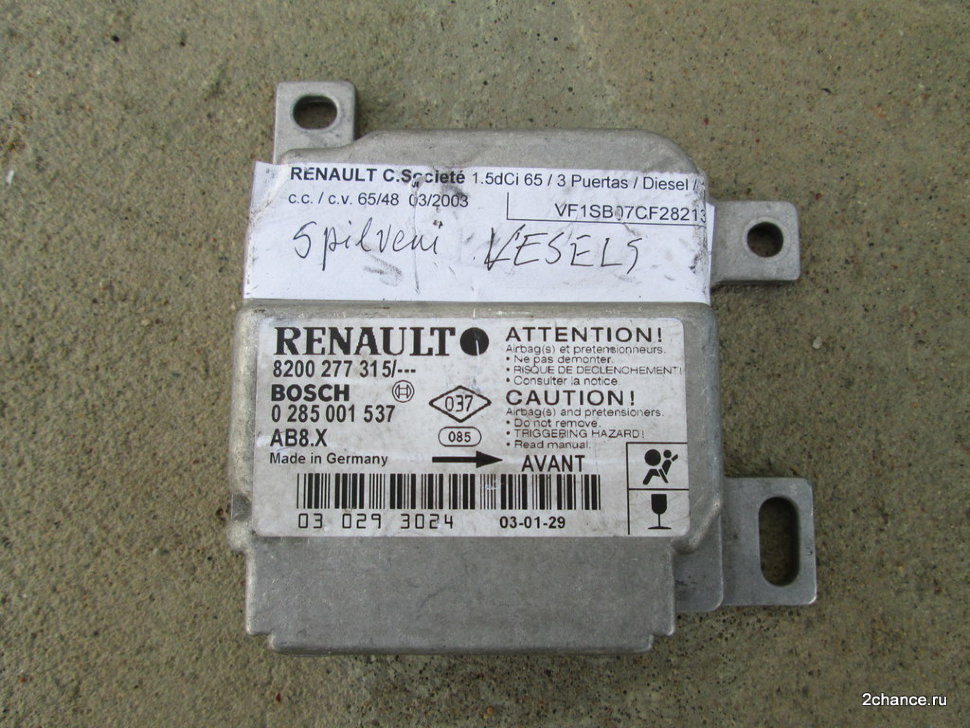 RENAULT C.Societé 1.5dCi 65 / 3 Puertas / Diesel /
c.c. / c.v. 65/48 03/2003
VF1SB07CF28213
Spilveni VESELS
RENAULT
8200 277 315/---
BOSCH
0 285 001 537
AB8.X
Made in Germany
037
085
ATTENTION!
Airbag(s) et pretensionneurs.
• Ne pas demonter.
• RISQUE DE DECLENCHEMENT!
• Consulter la notice
CAUTION!
Airbag(s) and pretensioners.
• Do not remove.
• TRIGGERING HAZARD!
• Read manual.
AVANT
03 029 3024
03-01-29
2chance.ru